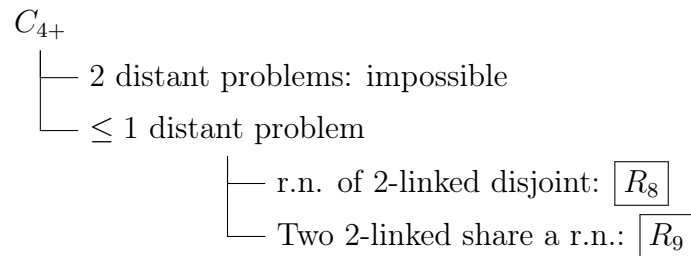 C₄₊
2 distant problems: impossible
≤ 1 distant problem
r.n. of 2-linked disjoint: R₈
Two 2-linked share a r.n.: R₉